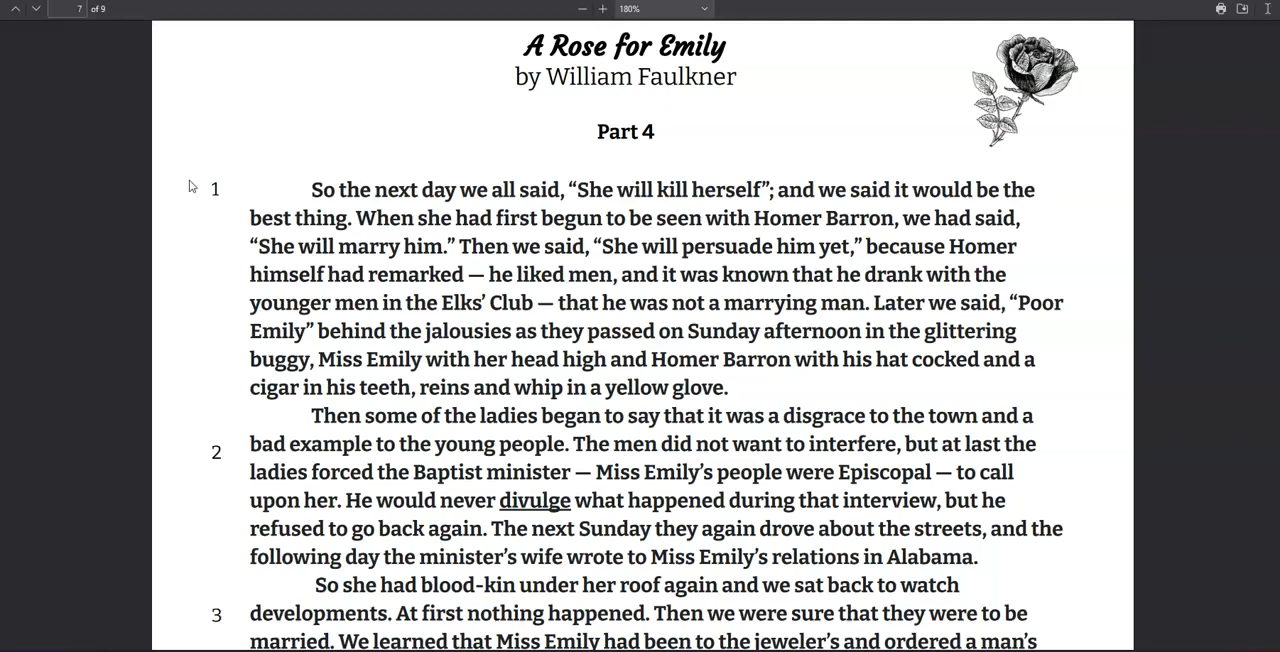 7 of 9
180%
A Rose for Emily
by William Faulkner
Part 4
1 So the next day we all said, “She will kill herself”; and we said it would be the
best thing. When she had first begun to be seen with Homer Barron, we had said,
“She will marry him.” Then we said, “She will persuade him yet,” because Homer
himself had remarked — he liked men, and it was known that he drank with the
younger men in the Elks’ Club — that he was not a marrying man. Later we said, “Poor
Emily” behind the jalousies as they passed on Sunday afternoon in the glittering
buggy, Miss Emily with her head high and Homer Barron with his hat cocked and a
cigar in his teeth, reins and whip in a yellow glove.
Then some of the ladies began to say that it was a disgrace to the town and a
2 bad example to the young people. The men did not want to interfere, but at last the
ladies forced the Baptist minister — Miss Emily’s people were Episcopal — to call
upon her. He would never divulge what happened during that interview, but he
refused to go back again. The next Sunday they again drove about the streets, and the
following day the minister’s wife wrote to Miss Emily’s relations in Alabama.
So she had blood-kin under her roof again and we sat back to watch
3 developments. At first nothing happened. Then we were sure that they were to be
married. We learned that Miss Emily had been to the jeweler’s and ordered a man’s